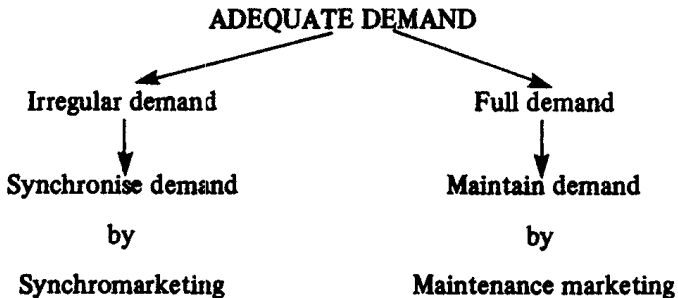 ADEQUATE DEMAND
Irregular demand
Full demand
Synchronise demand
Maintain demand
by
by
Synchromarketing
Maintenance marketing